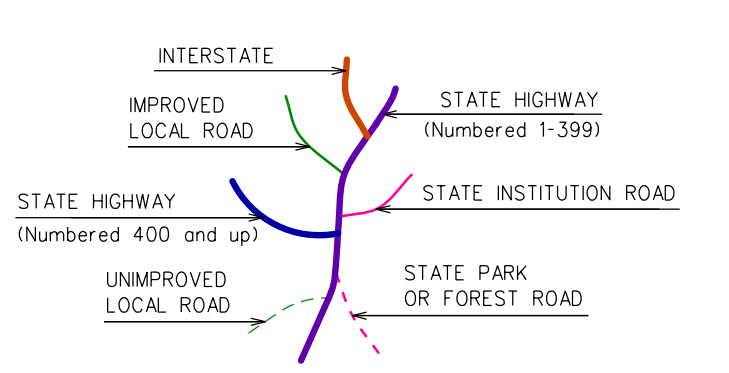 INTERSTATE
IMPROVED
LOCAL ROAD
STATE HIGHWAY
(Numbered 1-399)
STATE HIGHWAY
(Numbered 400 and up)
STATE INSTITUTION ROAD
UNIMPROVED
LOCAL ROAD
STATE PARK
OR FOREST ROAD